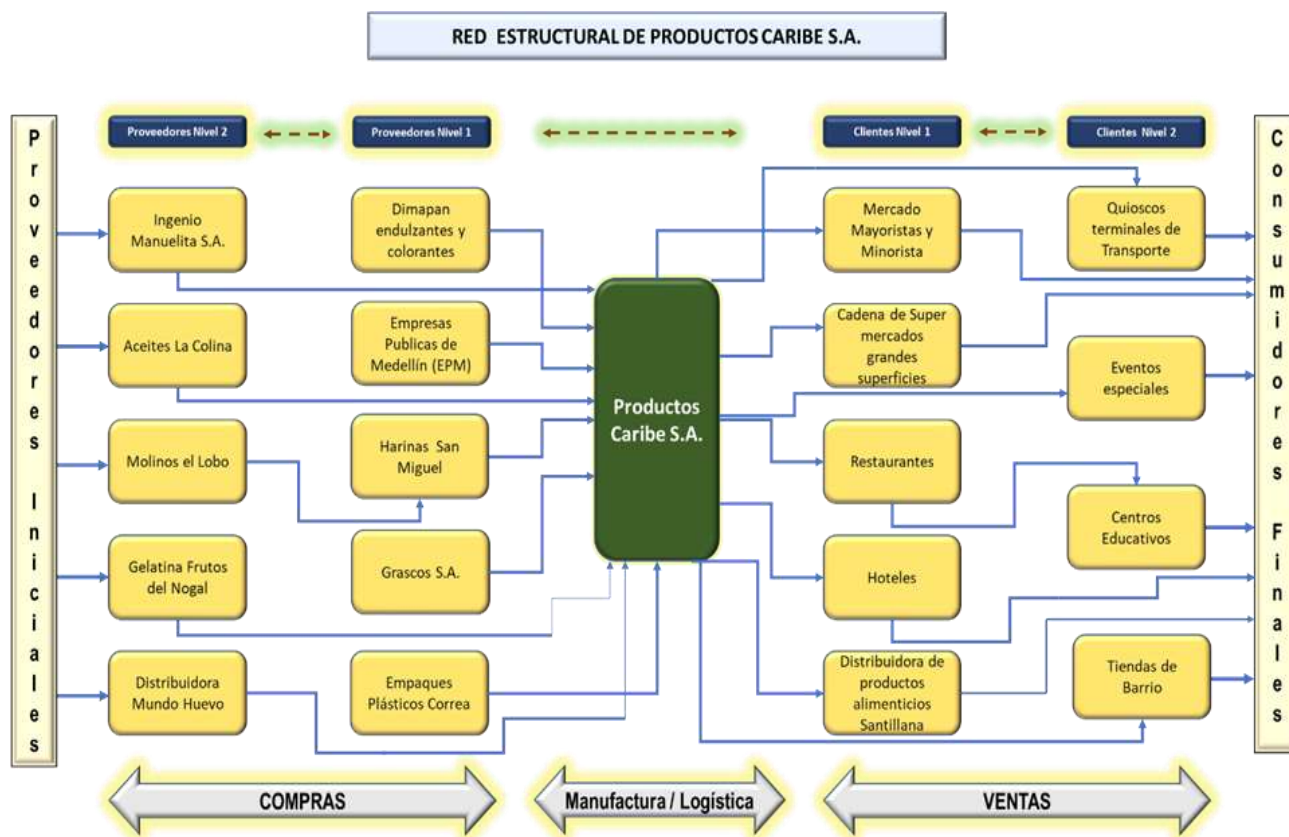 RED ESTRUCTURAL DE PRODUCTOS CARIBE S.A.
Proveedores Iniciales
Proveedores Nivel 2
Proveedores Nivel 1
Clientes Nivel 1
Clientes Nivel 2
Consumidores Finales
Ingenio
Manuelita S.A.
Aceites La Colina
Molinos el Lobo
Gelatina Frutos
del Nogal
Distribuidora
Mundo Huevo
Dimapan
endulzantes y
colorantes
Empresas
Publicas de
Medellín (EPM)
Harinas San
Miguel
Grascos S.A.
Empaques
Plásticos Correa
Productos
Caribe S.A.
Mercado
Mayoristas y
Minorista
Cadena de Super
mercados
grandes
superficies
Restaurantes
Hoteles
Distribuidora de
productos
alimenticios
Santillana
Quioscos
terminales de
Transporte
Eventos
especiales
Centros
Educativos
Tiendas de
Barrio
COMPRAS
Manufactura / Logística
VENTAS